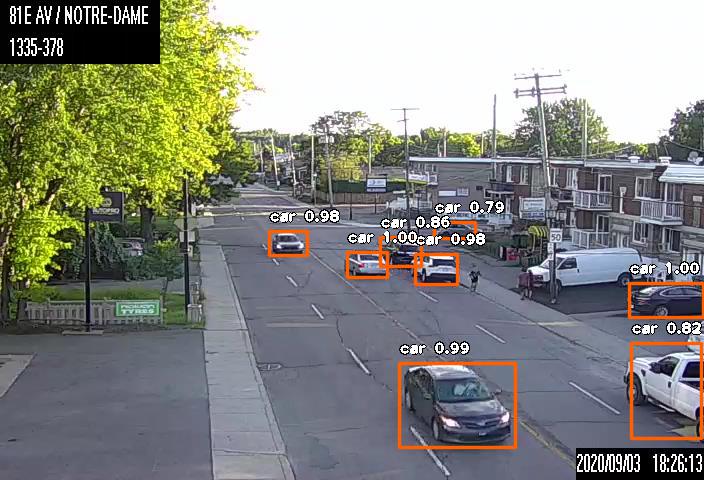 81E AV / NOTRE-DAME
1335-378
car 0.79
car 0.98
car 0.86
car 1.00
car 0.98
car 1.00
50
car 0.82
TYRES
car 0.99
2020/09/03 18:26:13